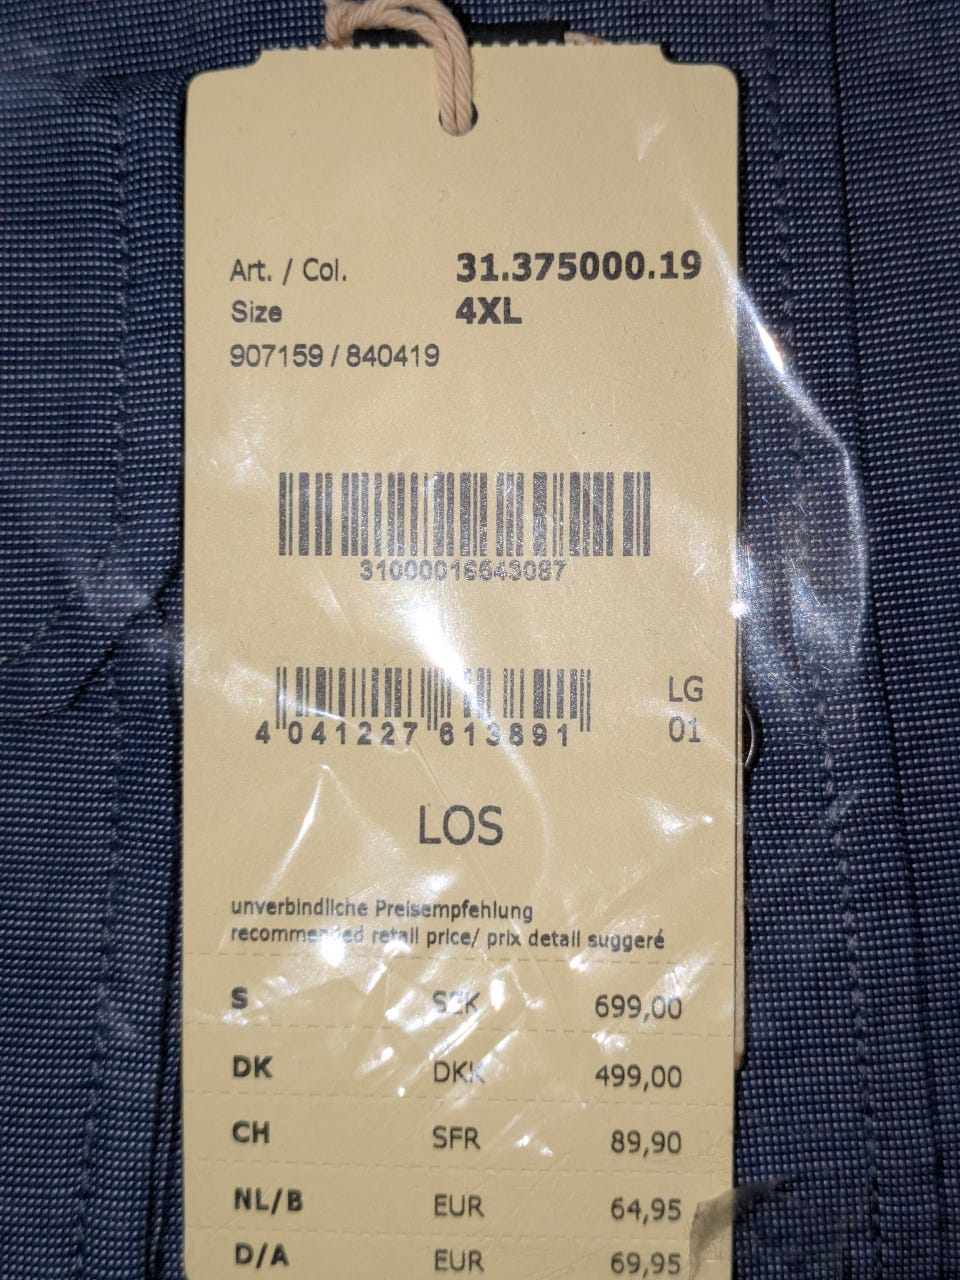 Art. / Col. 31.375000.19
Size 4XL
907159 / 840419
31000016643087
4 041227 613891
LG
01
LOS
unverbindliche Preisempfehlung
recommended retail price/ prix detail suggeré
S SEK 699,00
DK DKK 499,00
CH SFR 89,90
NL/B EUR 64,95
D/A EUR 69,95